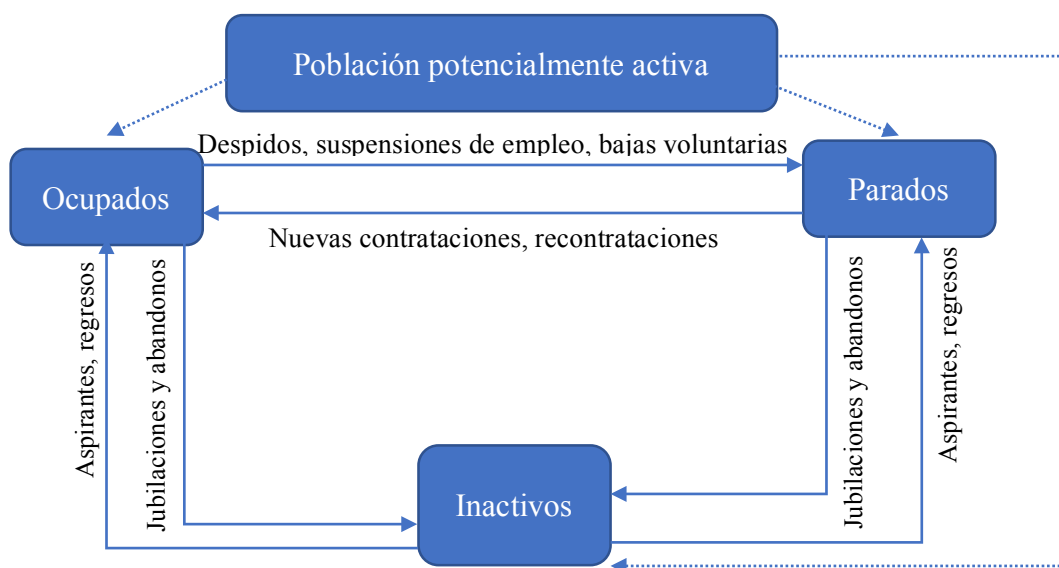 Población potencialmente activa
Despidos, suspensiones de empleo, bajas voluntarias
Ocupados
Parados
Nuevas contrataciones, recontrataciones
Aspirantes, regresos
Jubilaciones y abandonos
Jubilaciones y abandonos
Aspirantes, regresos
Inactivos